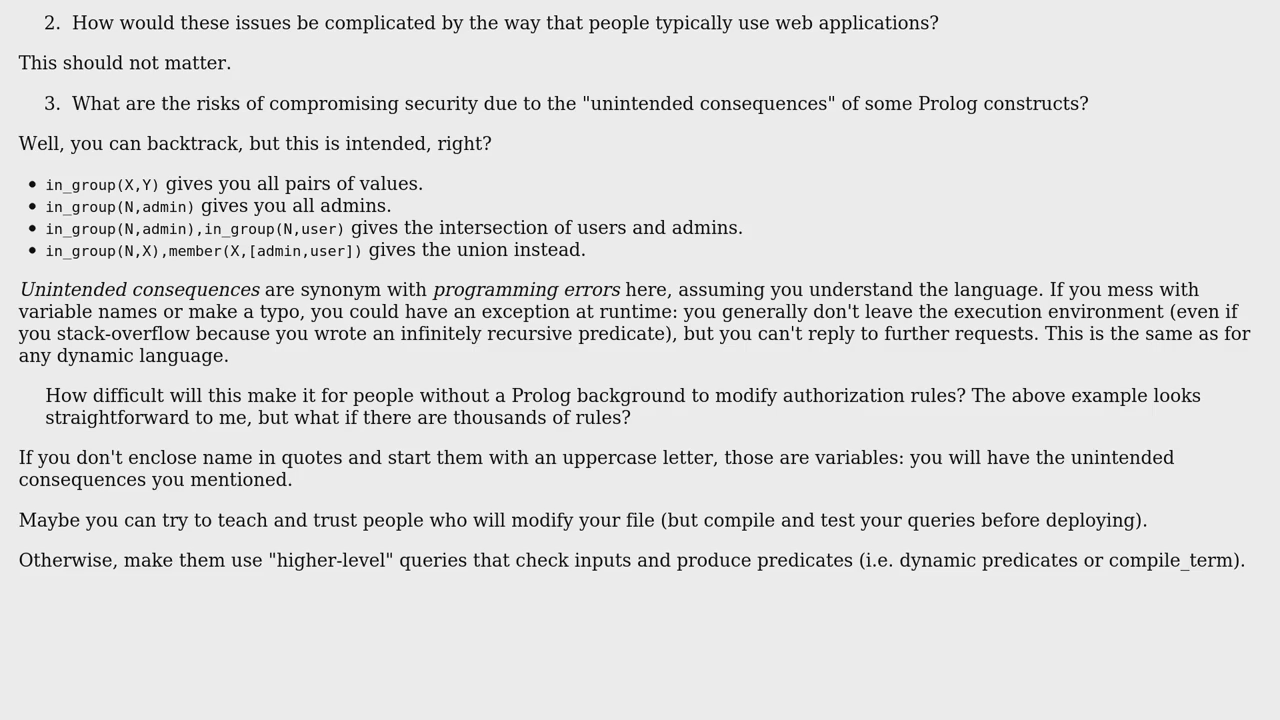 2. How would these issues be complicated by the way that people typically use web applications?
This should not matter.
3. What are the risks of compromising security due to the "unintended consequences" of some Prolog constructs?
Well, you can backtrack, but this is intended, right?
• in_group(X,Y) gives you all pairs of values.
• in_group(N,admin) gives you all admins.
• in_group(N,admin),in_group(N,user) gives the intersection of users and admins.
• in_group(N,X),member(X,[admin,user]) gives the union instead.
Unintended consequences are synonym with programming errors here, assuming you understand the language. If you mess with
variable names or make a typo, you could have an exception at runtime: you generally don't leave the execution environment (even if
you stack-overflow because you wrote an infinitely recursive predicate), but you can't reply to further requests. This is the same as for
any dynamic language.
How difficult will this make it for people without a Prolog background to modify authorization rules? The above example looks
straightforward to me, but what if there are thousands of rules?
If you don't enclose name in quotes and start them with an uppercase letter, those are variables: you will have the unintended
consequences you mentioned.
Maybe you can try to teach and trust people who will modify your file (but compile and test your queries before deploying).
Otherwise, make them use "higher-level" queries that check inputs and produce predicates (i.e. dynamic predicates or compile_term).